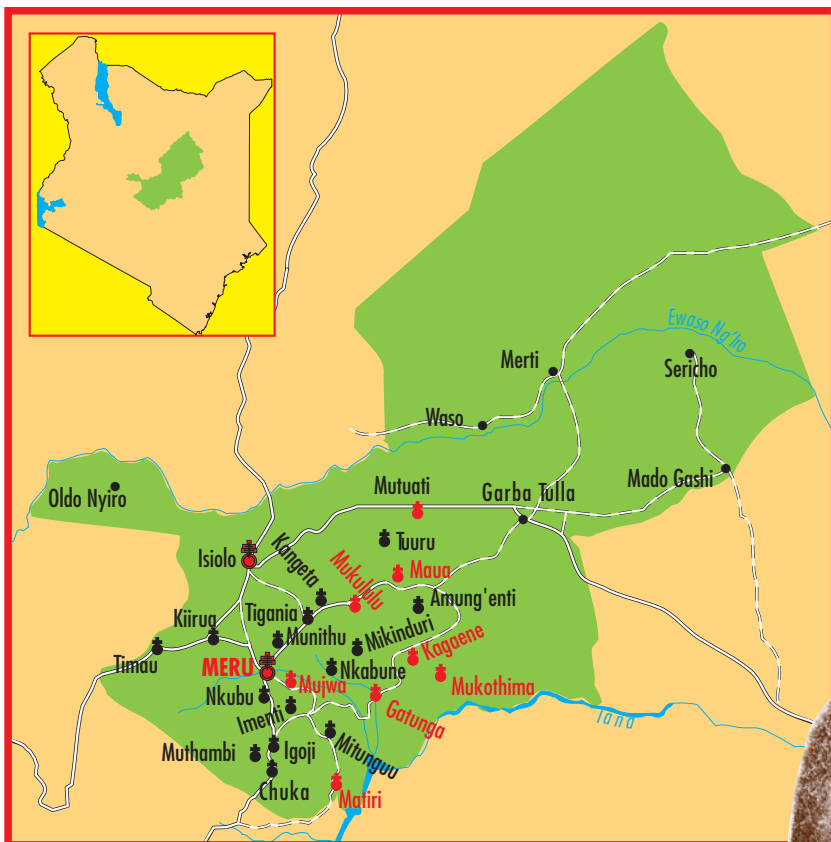 Ewaso Ng'ho
Merti
Sericho
Waso
Mado Gashi
Oldo Nyiro
Mutuati
Garba Tulla
Tuuru
Isiolo
Kangeta
Mukululu
Maua
Amung'enti
Kiirua
Tigania
Munithu
Mikinduri
Timau
MERU
Nkabune
Kagaene
Mujwa
Mukothima
Nkubu
Imenti
Gatunga
Tana
Muthambi
Igoji
Mitunguu
Chuka
Matiri